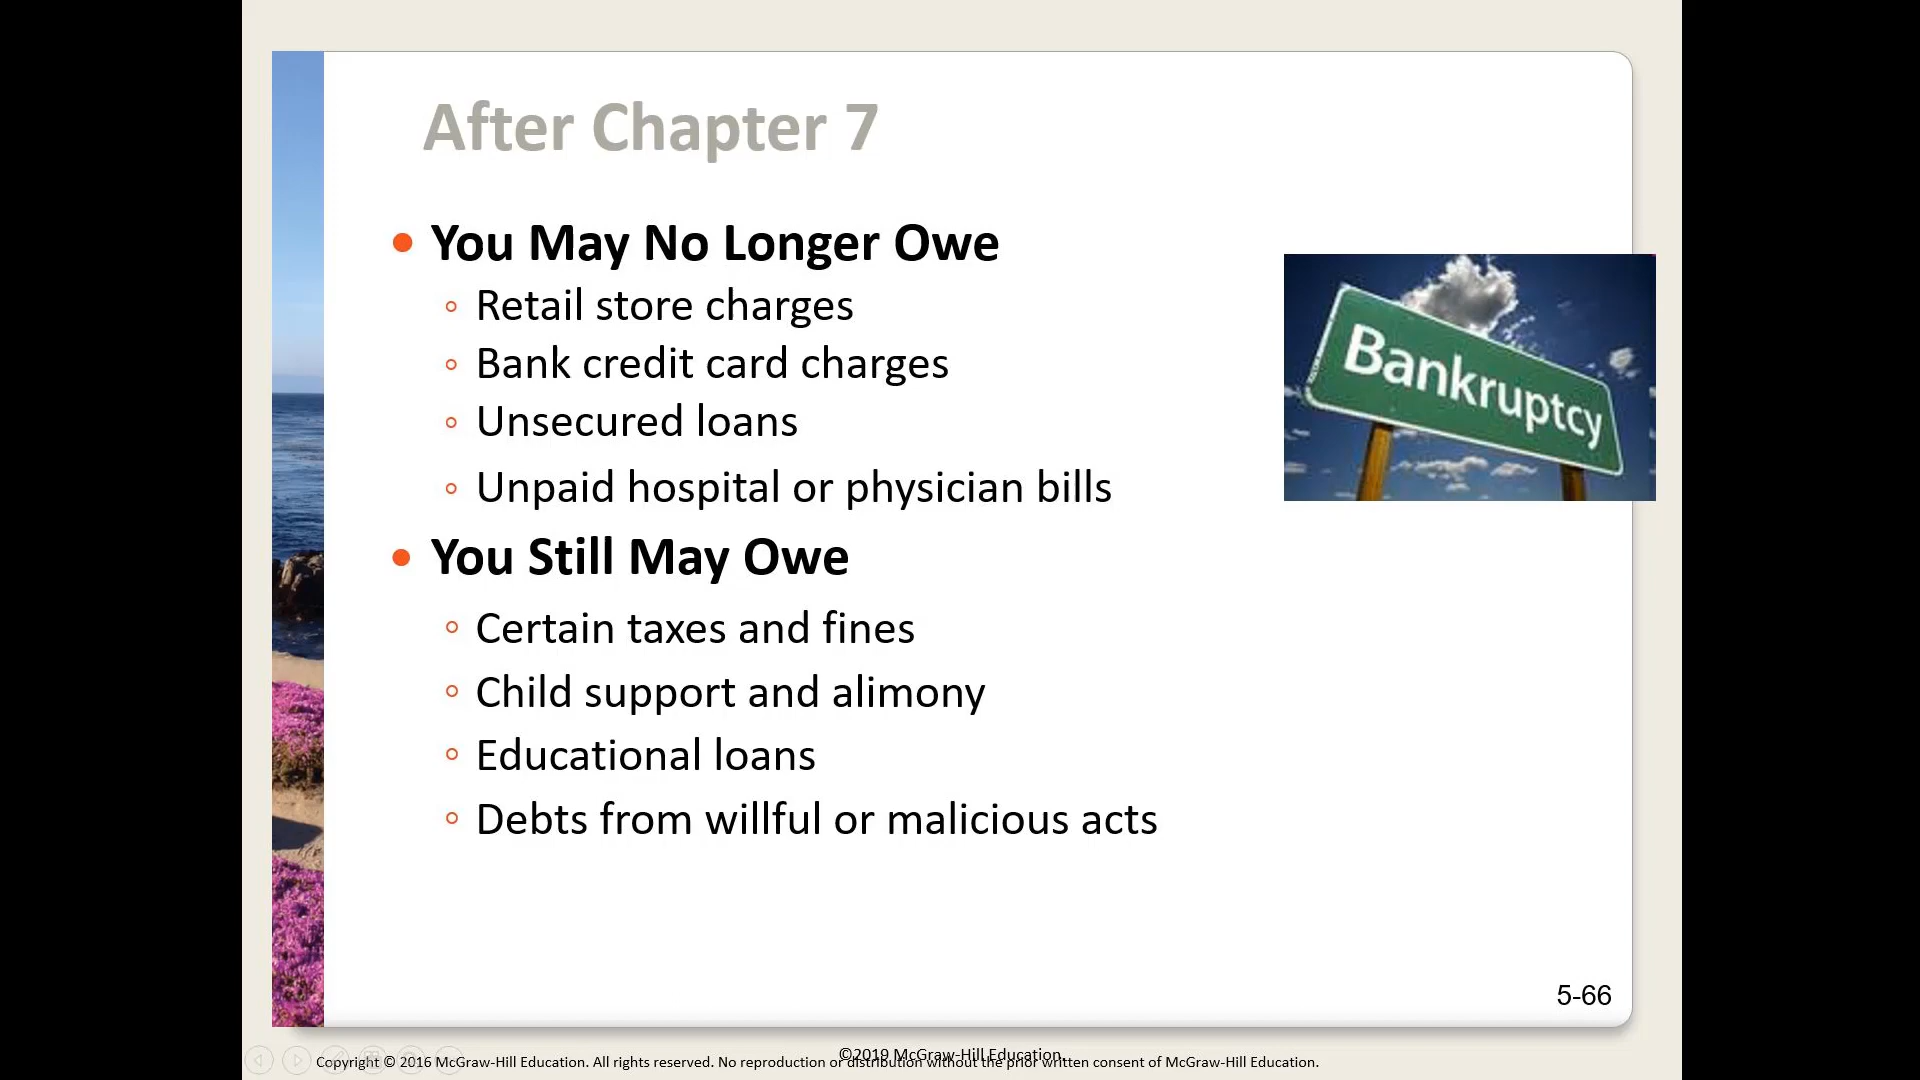 After Chapter 7
• You May No Longer Owe
◦ Retail store charges
◦ Bank credit card charges
◦ Unsecured loans
◦ Unpaid hospital or physician bills
Bankruptcy
• You Still May Owe
◦ Certain taxes and fines
◦ Child support and alimony
◦ Educational loans
◦ Debts from willful or malicious acts
5-66
©2019 McGraw-Hill Education.
Copyright © 2016 McGraw-Hill Education. All rights reserved. No reproduction or distribution without the prior written consent of McGraw-Hill Education.